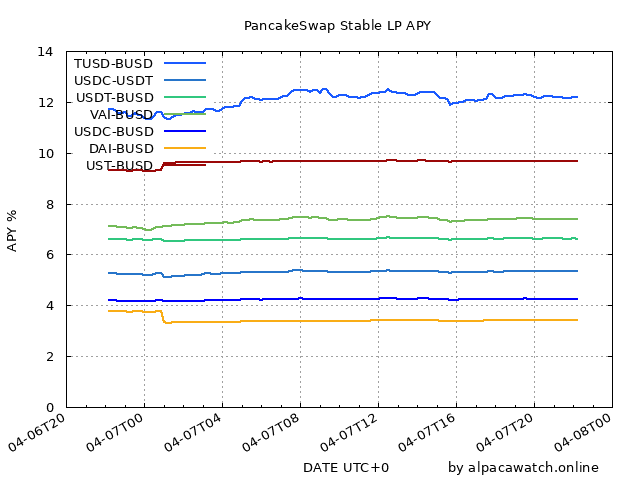 PancakeSwap Stable LP APY
14
12
10
8
6
4
2
0
APY %
TUSD-BUSD
USDC-USDT
USDT-BUSD
VAI-BUSD
USDC-BUSD
DAI-BUSD
UST-BUSD
04-06T20
04-07T00
04-07T04
04-07T08
04-07T12
04-07T16
04-07T20
04-08T00
DATE UTC+0
by alpacawatch.online